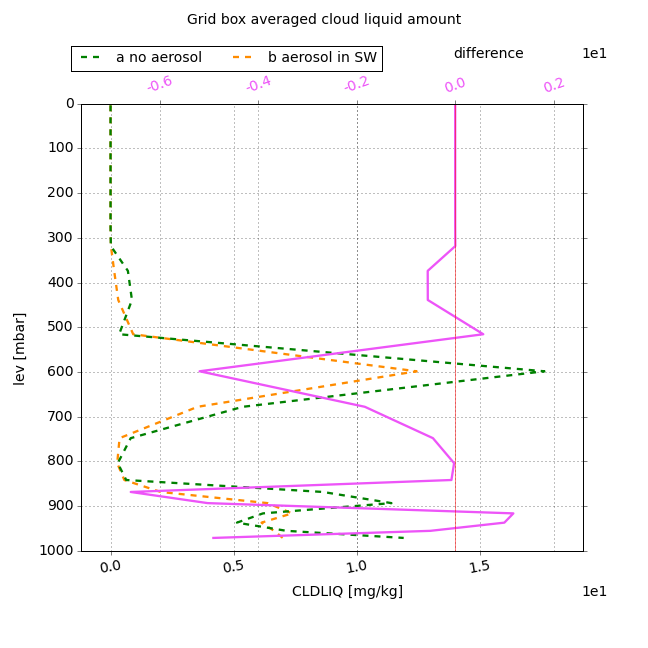 Grid box averaged cloud liquid amount
a no aerosol b aerosol in SW difference 1e1
-0.6 -0.4 -0.2 0.0 0.2
0
100
200
300
400
500
600
700
800
900
1000
lev [mbar]
0.0 0.5 1.0 1.5
CLDLIQ [mg/kg] 1e1